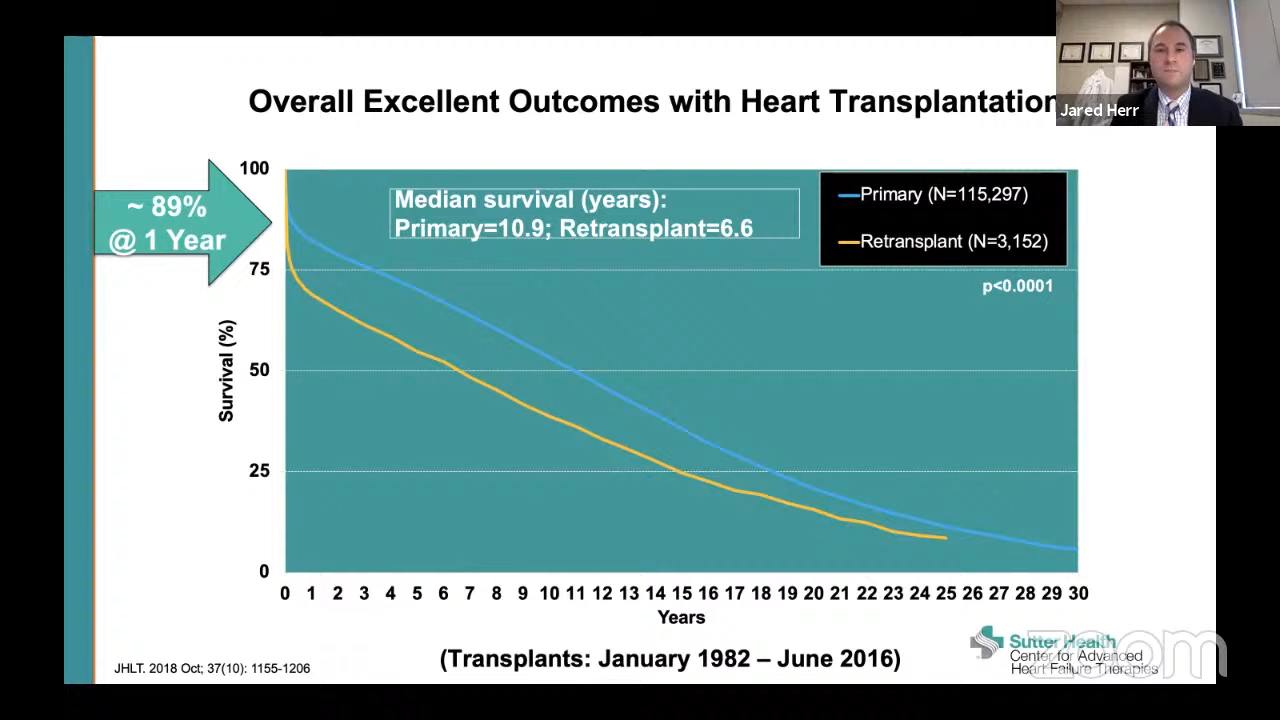 Jared Herr
Overall Excellent Outcomes with Heart Transplantation
~ 89%
@ 1 Year
Median survival (years):
Primary=10.9; Retransplant=6.6
Primary (N=115,297)
Retransplant (N=3,152)
p<0.0001
100
75
50
25
0
Survival (%)
0 1 2 3 4 5 6 7 8 9 10 11 12 13 14 15 16 17 18 19 20 21 22 23 24 25 26 27 28 29 30
Years
(Transplants: January 1982 – June 2016)
JHLT. 2018 Oct; 37(10): 1155-1206
Sutter Health
Center for Advanced
Heart Failure Therapies
zoom